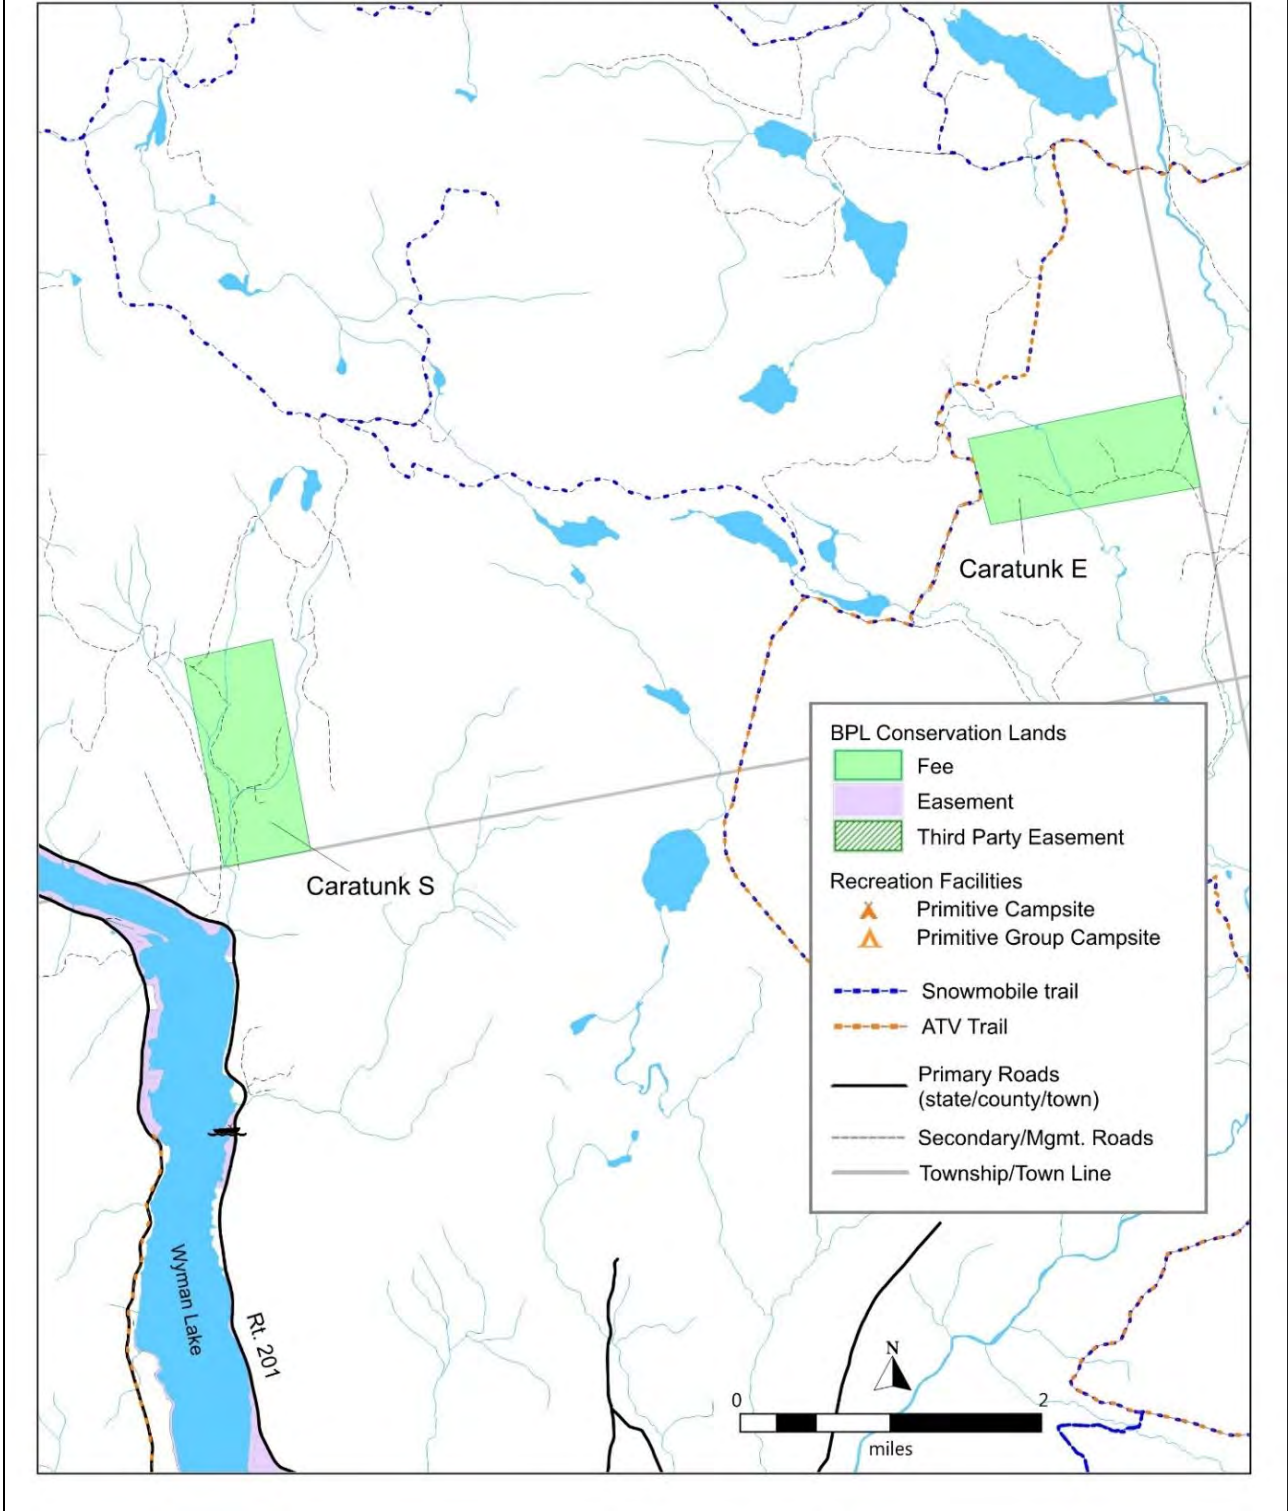 Caratunk E
BPL Conservation Lands
Fee
Easement
Third Party Easement
Recreation Facilities
Primitive Campsite
Primitive Group Campsite
Snowmobile trail
ATV Trail
Primary Roads
(state/county/town)
Secondary/Mgmt. Roads
Township/Town Line
Caratunk S
Wyman Lake
Rt. 201
N
0 2
miles